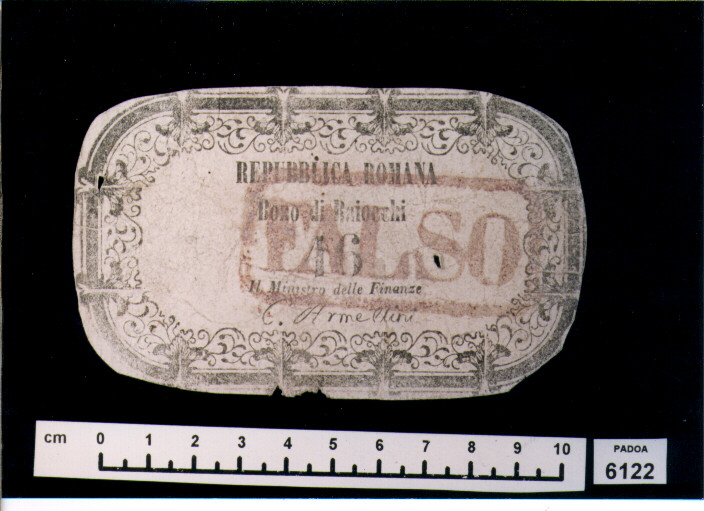 REPUBBLICA ROMANA
Bono di Baiocchi
16
FALSO
Il Ministro delle Finanze
C. Armellini
cm 0 1 2 3 4 5 6 7 8 9 10
PADOA
6122